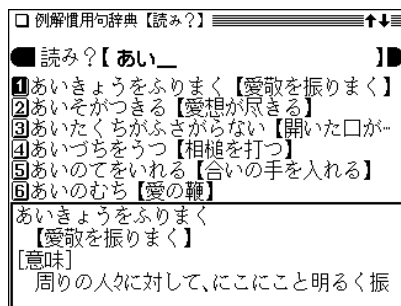 例解慣用句辞典【読み?】
読み?【あい_ 】
1あいきょうをふりまく【愛敬を振りまく】
2あいそがつきる【愛想が尽きる】
3あいたくちがふさがらない【開いた口が…
4あいづちをうつ【相槌を打つ】
5あいのてをいれる【合いの手を入れる】
6あいのむち【愛の鞭】
あいきょうをふりまく
【愛敬を振りまく】
[意味]
周りの人々に対して、にこにこと明るく振